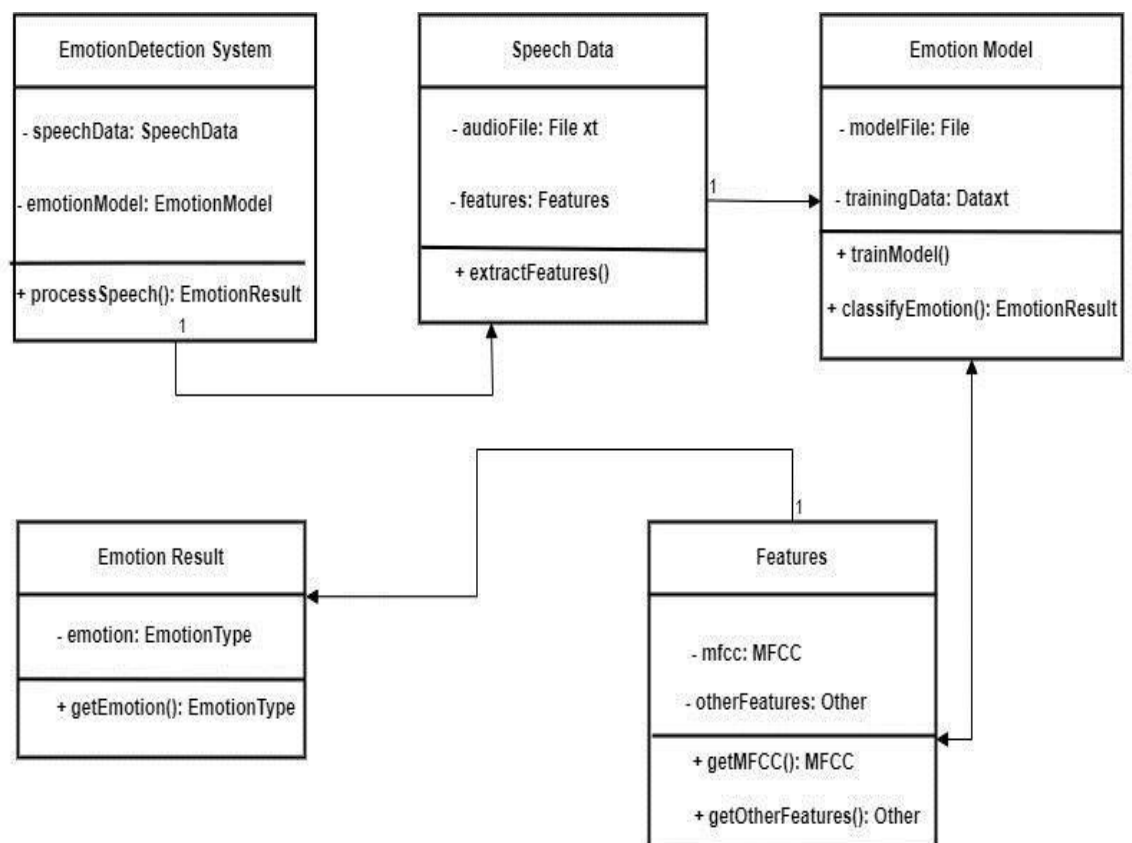 EmotionDetection System
- speechData: SpeechData
- emotionModel: EmotionModel
+ processSpeech(): EmotionResult
1
Speech Data
- audioFile: File xt
- features: Features
+ extractFeatures()
1
Emotion Model
- modelFile: File
- trainingData: Dataxt
+ trainModel()
+ classifyEmotion(): EmotionResult
Emotion Result
- emotion: EmotionType
+ getEmotion(): EmotionType
1
Features
- mfcc: MFCC
- otherFeatures: Other
+ getMFCC(): MFCC
+ getOtherFeatures(): Other